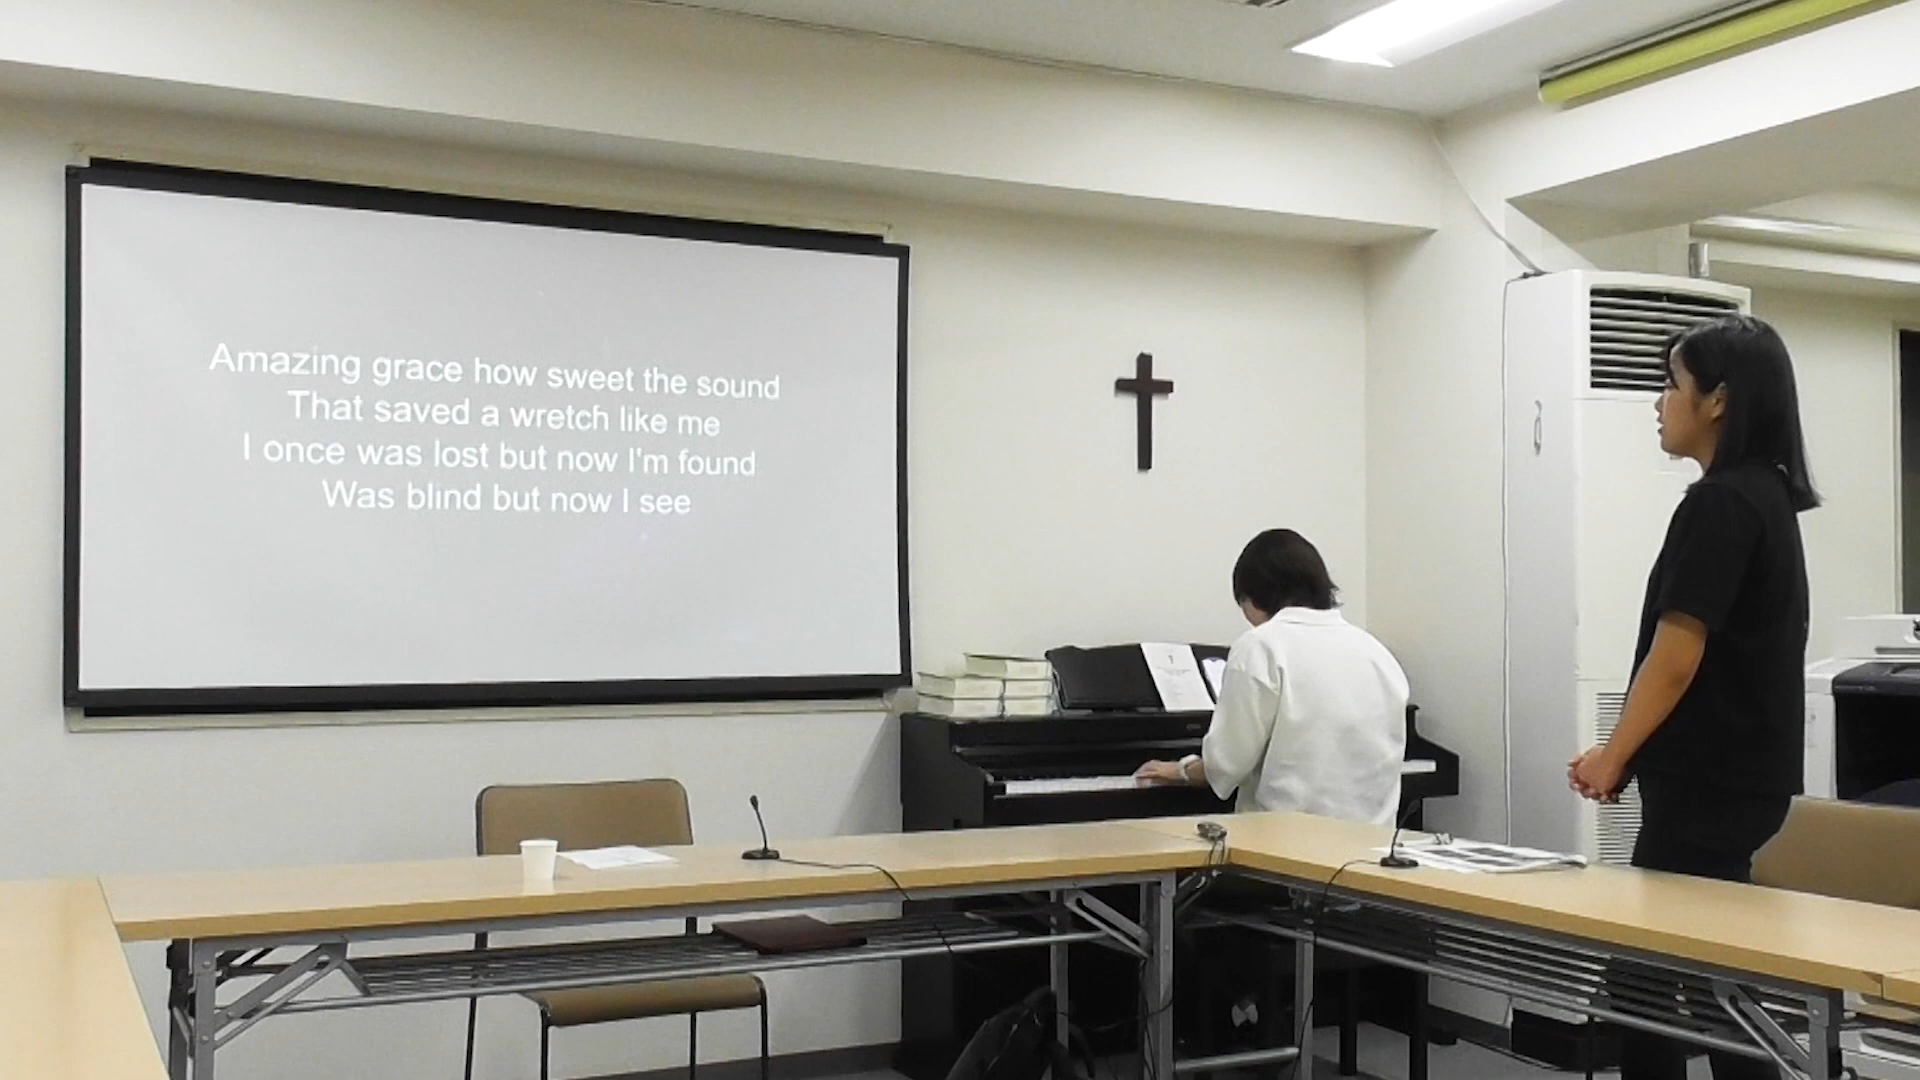 Amazing grace how sweet the sound
That saved a wretch like me
I once was lost but now I'm found
Was blind but now I see